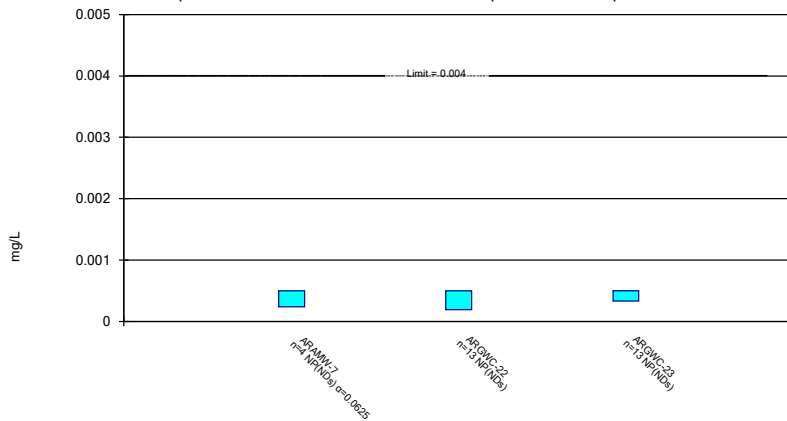 0.005
0.004
Limit = 0.004
0.003
0.002
mg/L
0.001
0
ARAMW-7
n=4 NP(NDs) α=0.0625
ARGWC-22
n=13 NP(NDs)
ARGWC-23
n=13 NP(NDs)